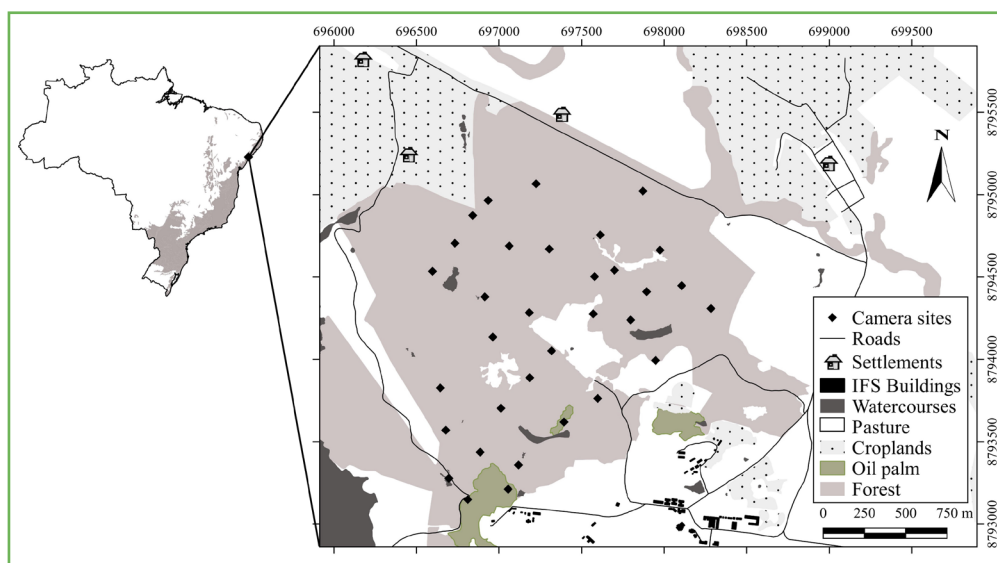 696000 696500 697000 697500 698000 698500 699000 699500
8795500
8795000
8794500
8794000
8793500
8793000
N
Camera sites
Roads
Settlements
IFS Buildings
Watercourses
Pasture
Croplands
Oil palm
Forest
0 250 500 750 m